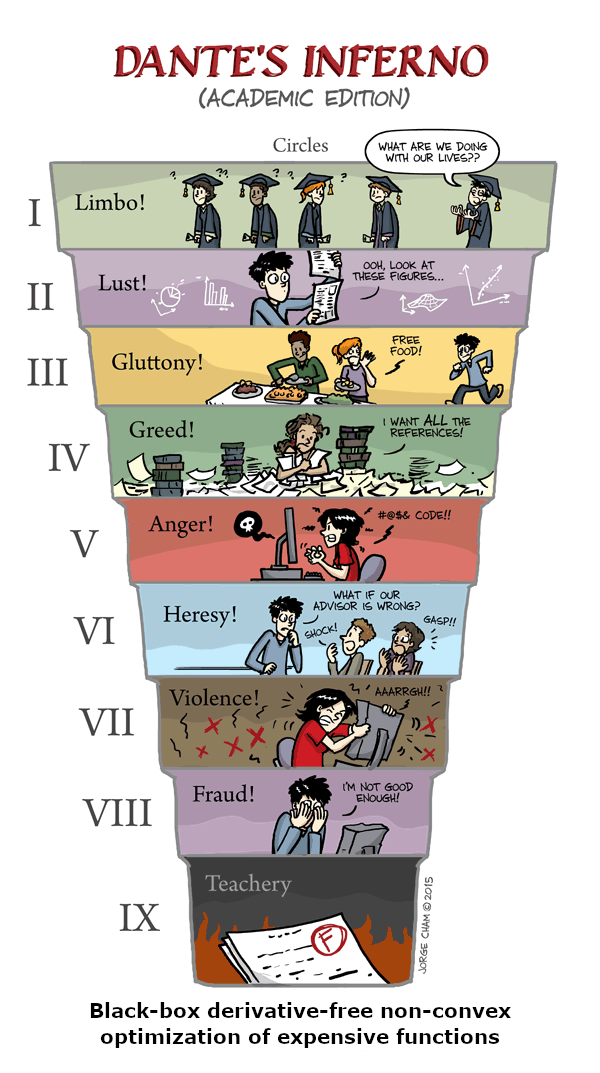 DANTE'S INFERNO
(ACADEMIC EDITION)
Circles
WHAT ARE WE DOING
WITH OUR LIVES??
I
Limbo!
? ?? ? ? ?
II
Lust!
OOH, LOOK AT
THESE FIGURES...
III
Gluttony!
FREE
FOOD!
IV
Greed!
I WANT ALL THE
REFERENCES!
V
Anger!
#@$& CODE!!
VI
Heresy!
WHAT IF OUR
ADVISOR IS WRONG?
SHOCK!
GASP!!
VII
Violence!
AAARRGH!!
VIII
Fraud!
I'M NOT GOOD
ENOUGH!
IX
Teachery
F
JORGE CHAM © 2015
Black-box derivative-free non-convex
optimization of expensive functions